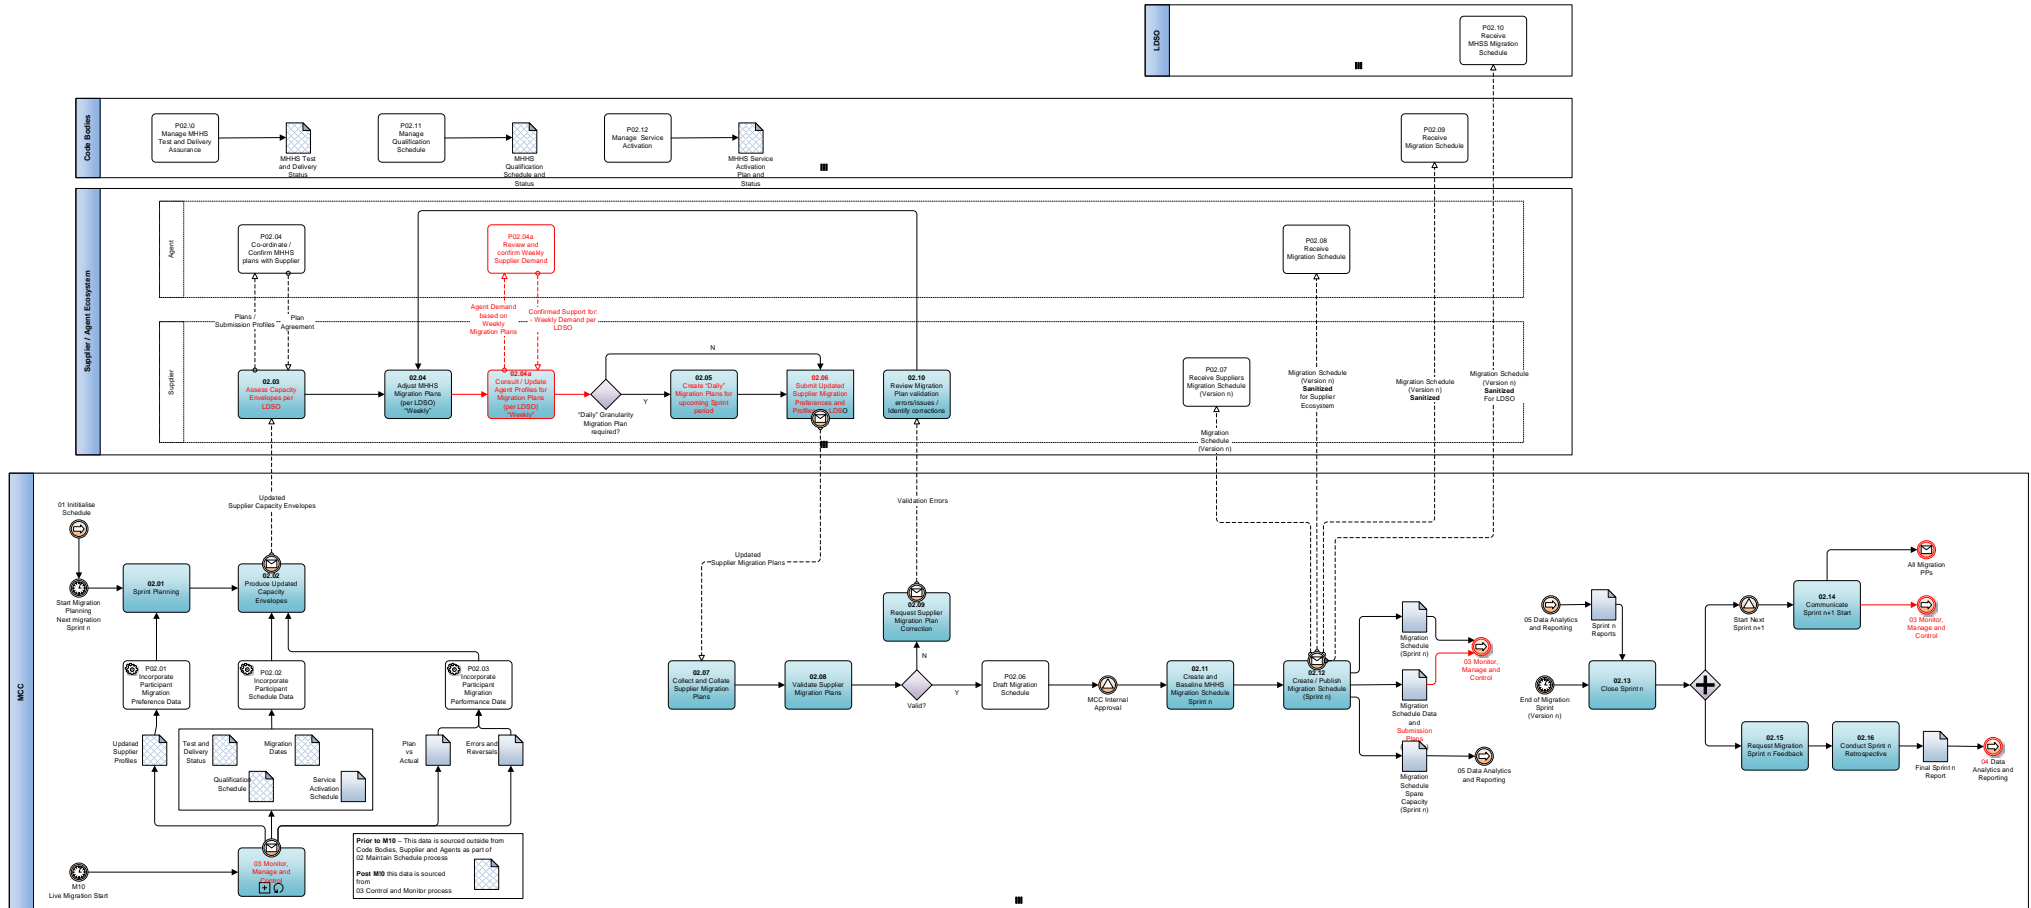 LDSO
P02.10
Receive
MHSS Migration
Schedule
Code Bodies
P02.\0
Manage MHHS
Test and Delivery
Assurance
MHHS Test
and Delivery
Status
P02.11
Manage
Qualification
Schedule
MHHS
Qualification
Schedule and
Status
P02.12
Manage Service
Activation
MHHS Service
Activation
Plan and
Status
P02.09
Receive
Migration Schedule
Supplier / Agent Ecosystem
Agent
P02.04
Co-ordinate /
Confirm MHHS
plans with Supplier
P02.04a
Review and
confirm Weekly
Supplier Demand
P02.08
Receive
Migration Schedule
Plans /
Submission Profiles
Plan
Agreement
Agent Demand
based on
Weekly
Migration Plans
Confirmed Support for:
- Weekly Demand per
LDSO
Supplier
02.03
Assess Capacity
Envelopes per
LDSO
02.04
Adjust MHHS
Migration Plans
(per LDSO)
"Weekly"
02.04a
Consult / Update
Agent Profiles for
Migration Plans
(per LDSO)
"Weekly"
N
Y
"Daily" Granularity
Migration Plan
required?
02.05
Create "Daily"
Migration Plans for
upcoming Sprint
period
02.06
Submit Updated
Supplier Migration
Preferences and
02.10
Review Migration
Plan validation
errors/issues /
Identify corrections
P02.07
Receive Suppliers
Migration Schedule
(Version n)
Migration
Schedule
(Version n)
Migration Schedule
(Version n)
Sanitized
for Supplier
Ecosystem
Migration Schedule
(Version n)
Sanitized
Migration Schedule
(Version n)
Sanitized
For LDSO
MCC
01 Inititialise
Schedule
Start Migration
Planning
Next migration
Sprint n
02.01
Sprint Planning
02.02
Produce Updated
Capacity
Envelopes
Updated
Supplier Capacity Envelopes
P02.01
Incorporate
Participant
Migration
Preference Data
P02.02
Incorporate
Participant
Schedule Data
P02.03
Incorporate
Participant
Migration
Performance Date
Updated
Supplier
Profiles
Test and
Delivery
Status
Migration
Dates
Qualification
Schedule
Service
Activation
Schedule
Plan
vs
Actual
Errors and
Reversals
M10
Live Migration Start
03 Monitor,
Manage and
Control
Prior to M10 – This data is sourced outside from
Code Bodies, Supplier and Agents as part of
02 Maintain Schedule process
Post M10 this data is sourced
from
03 Control and Monitor process
Updated
Supplier Migration Plans
Validation Errors
02.07
Collect and Collate
Supplier Migration
Plans
02.08
Validate Supplier
Migration Plans
02.09
Request Supplier
Migration Plan
Correction
N
Y
Valid?
P02.06
Draft Migration
Schedule
MCC Internal
Approval
02.11
Create and
Baseline MHHS
Migration Schedule
Sprint n
02.12
Create / Publish
Migration Schedule
(Sprint n)
Migration
Schedule
(Sprint n)
03 Monitor,
Manage and
Control
Migration
Schedule Data
and
Submission
Plans
Migration
Schedule
Spare
Capacity
(Sprint n)
05 Data Analytics
and Reporting
05 Data Analytics
and Reporting
Sprint n
Reports
End of Migration
Sprint
(Version n)
02.13
Close Sprint n
Start Next
Sprint n+1
02.14
Communicate
Sprint n+1 Start
All Migration
PPs
03 Monitor,
Manage and
Control
02.15
Request Migration
Sprint n Feedback
02.16
Conduct Sprint n
Retrospective
Final Sprint n
Report
04 Data
Analytics and
Reporting